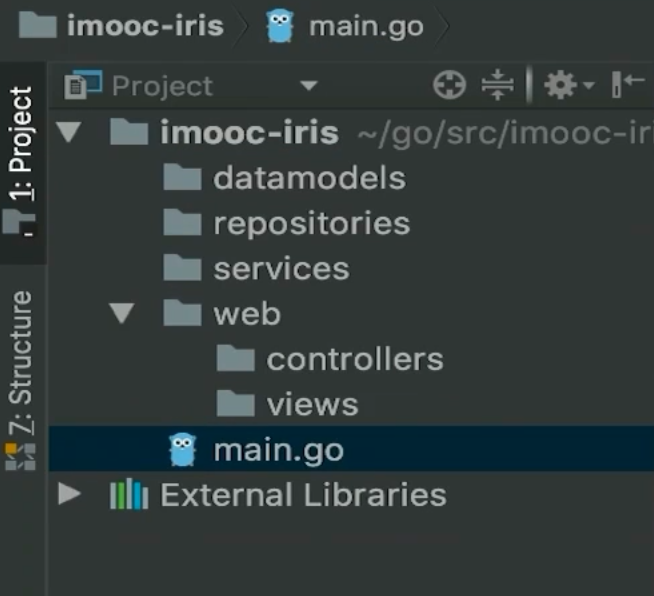 imooc-iris main.go
Project
1: Project
imooc-iris ~/go/src/imooc-ir
datamodels
repositories
services
web
controllers
views
7: Structure
main.go
External Libraries